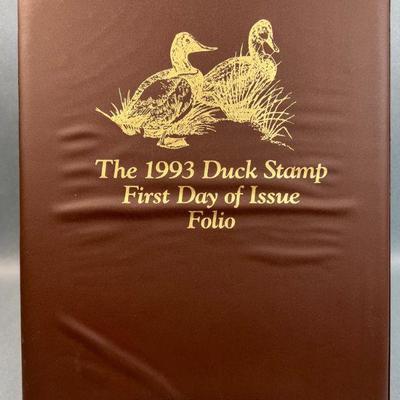 The 1993 Duck Stamp
First Day of Issue
Folio